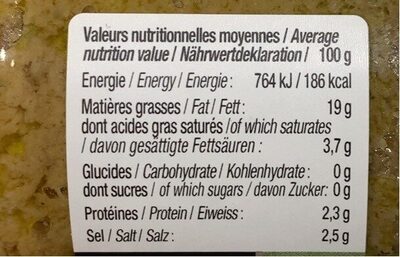 Valeurs nutritionnelles moyennes / Average
nutrition value / Nährwertdeklaration / 100 g
Energie / Energy / Energie : 764 kJ / 186 kcal
Matières grasses / Fat / Fett : 19 g
dont acides gras saturés /of which saturates
/ davon gesättigte Fettsäuren : 3,7 g
Glucides / Carbohydrate / Kohlenhydrate : 0 g
dont sucres / of which sugars / davon Zucker: 0 g
Protéines / Protein / Eiweiss : 2,3 g
Sel / Salt / Salz : 2,5 g